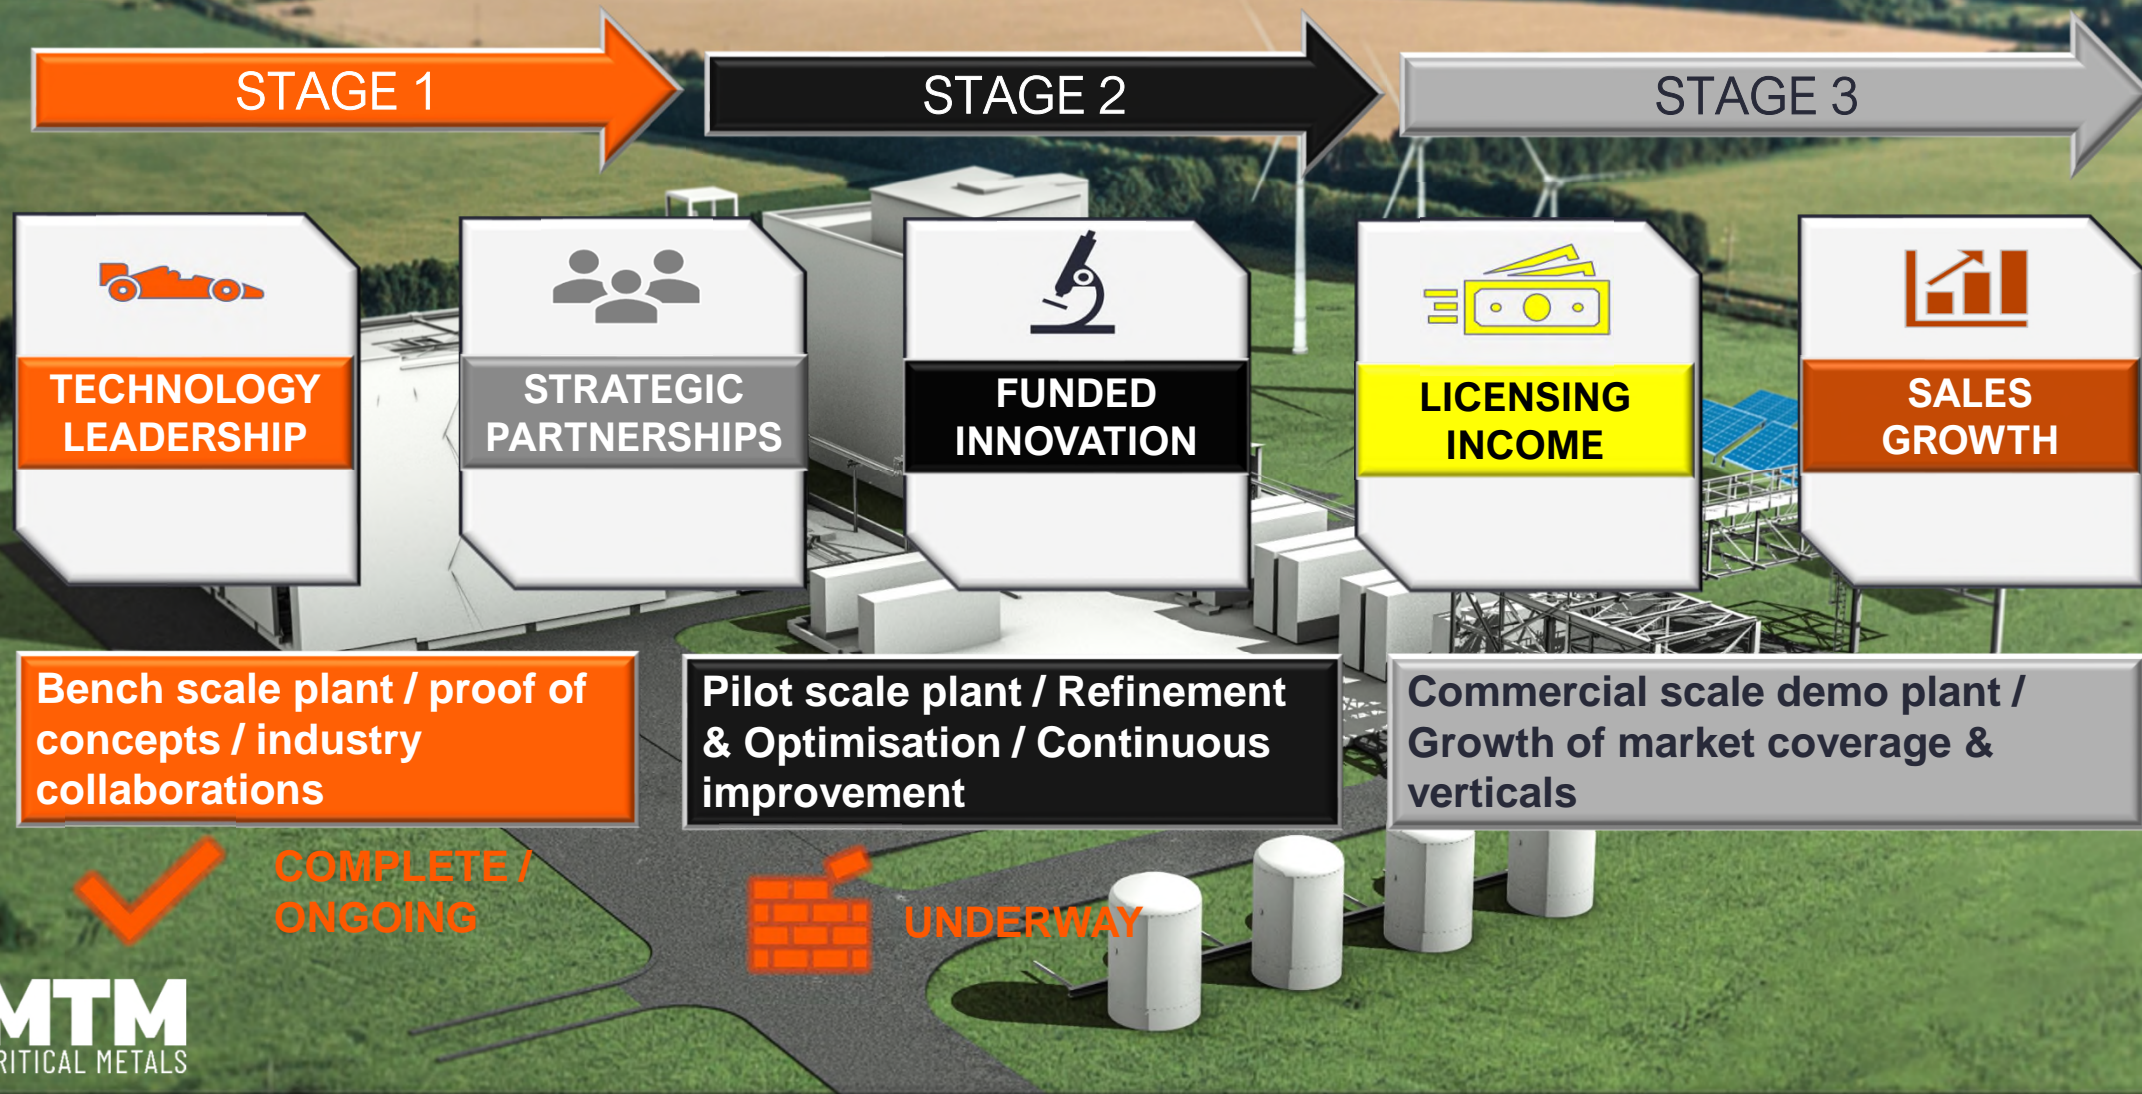 STAGE 1
STAGE 2
STAGE 3
TECHNOLOGY
LEADERSHIP
STRATEGIC
PARTNERSHIPS
FUNDED
INNOVATION
LICENSING
INCOME
SALES
GROWTH
Bench scale plant / proof of
concepts / industry
collaborations
Pilot scale plant / Refinement
& Optimisation / Continuous
improvement
Commercial scale demo plant /
Growth of market coverage &
verticals
COMPLETE /
ONGOING
UNDERWAY
MTM
RITICAL METALS